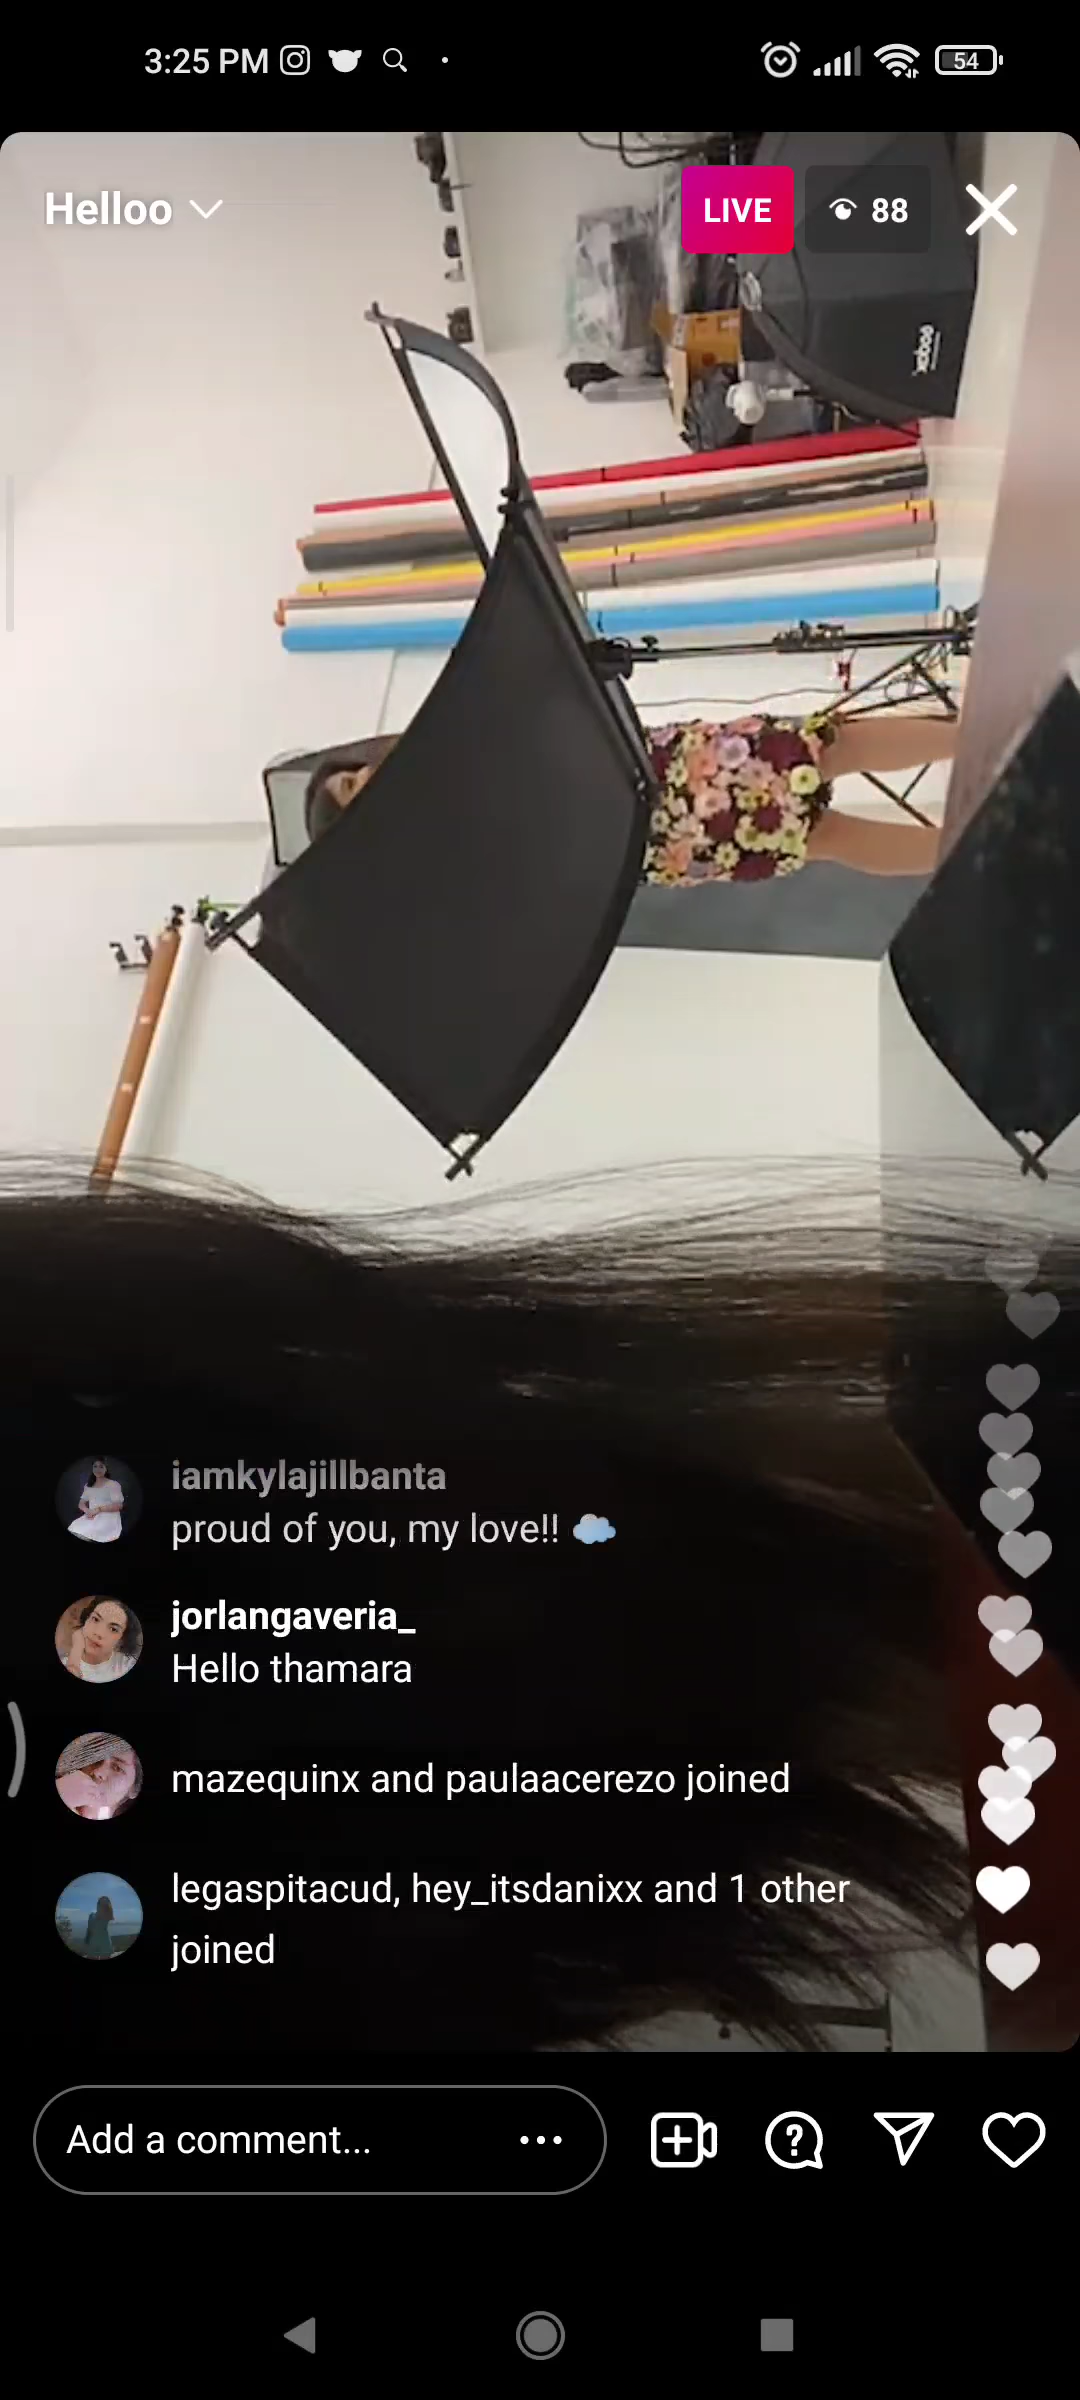 3:25 PM
54
Helloo
LIVE
88
iamkylajillbanta
proud of you, my love!! ☁️
jorlangaveria_
Hello thamara
mazequinx and paulaacerezo joined
legaspitacud, hey_itsdanixx and 1 other
joined
Add a comment...